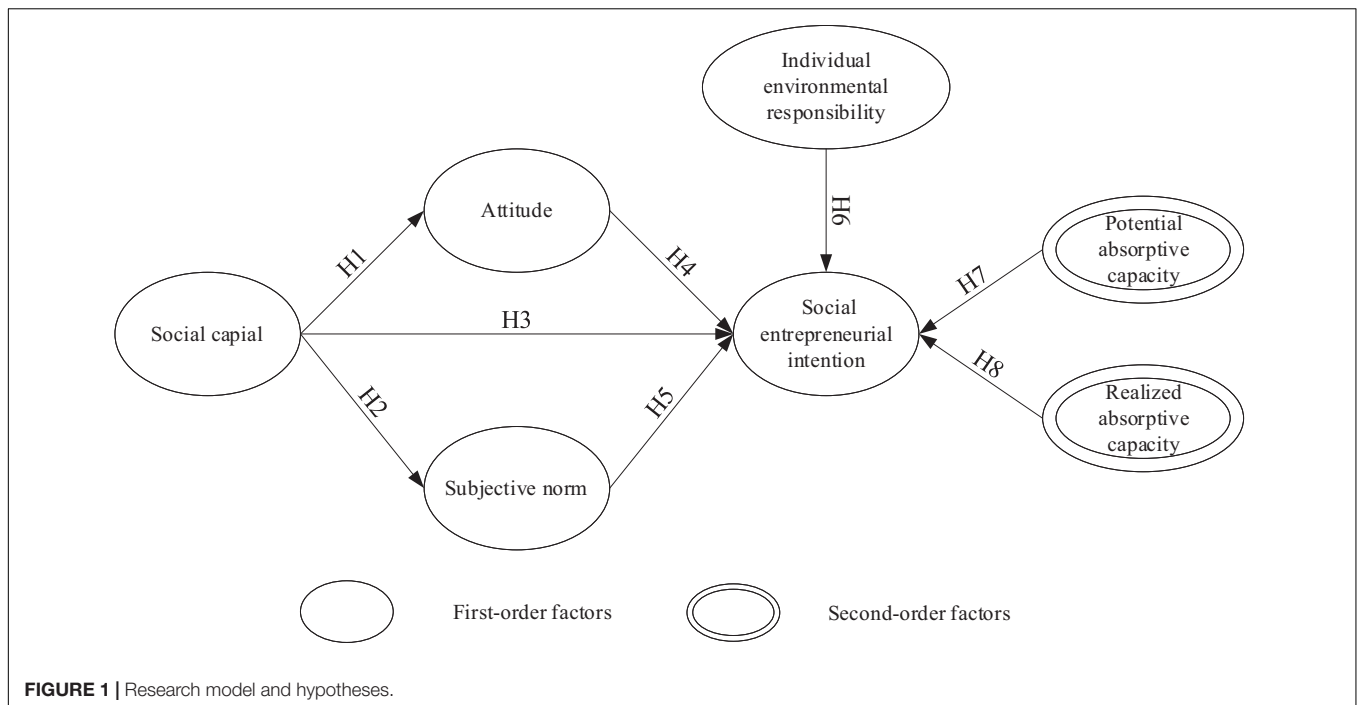 Individual
environmental
responsibility
Attitude
H6
Potential
absorptive
capacity
H1
H4
H7
Social capial
H3
Social
entrepreneurial
intention
H2
H5
H8
Realized
absorptive
capacity
Subjective norm
First-order factors
Second-order factors
FIGURE 1 | Research model and hypotheses.